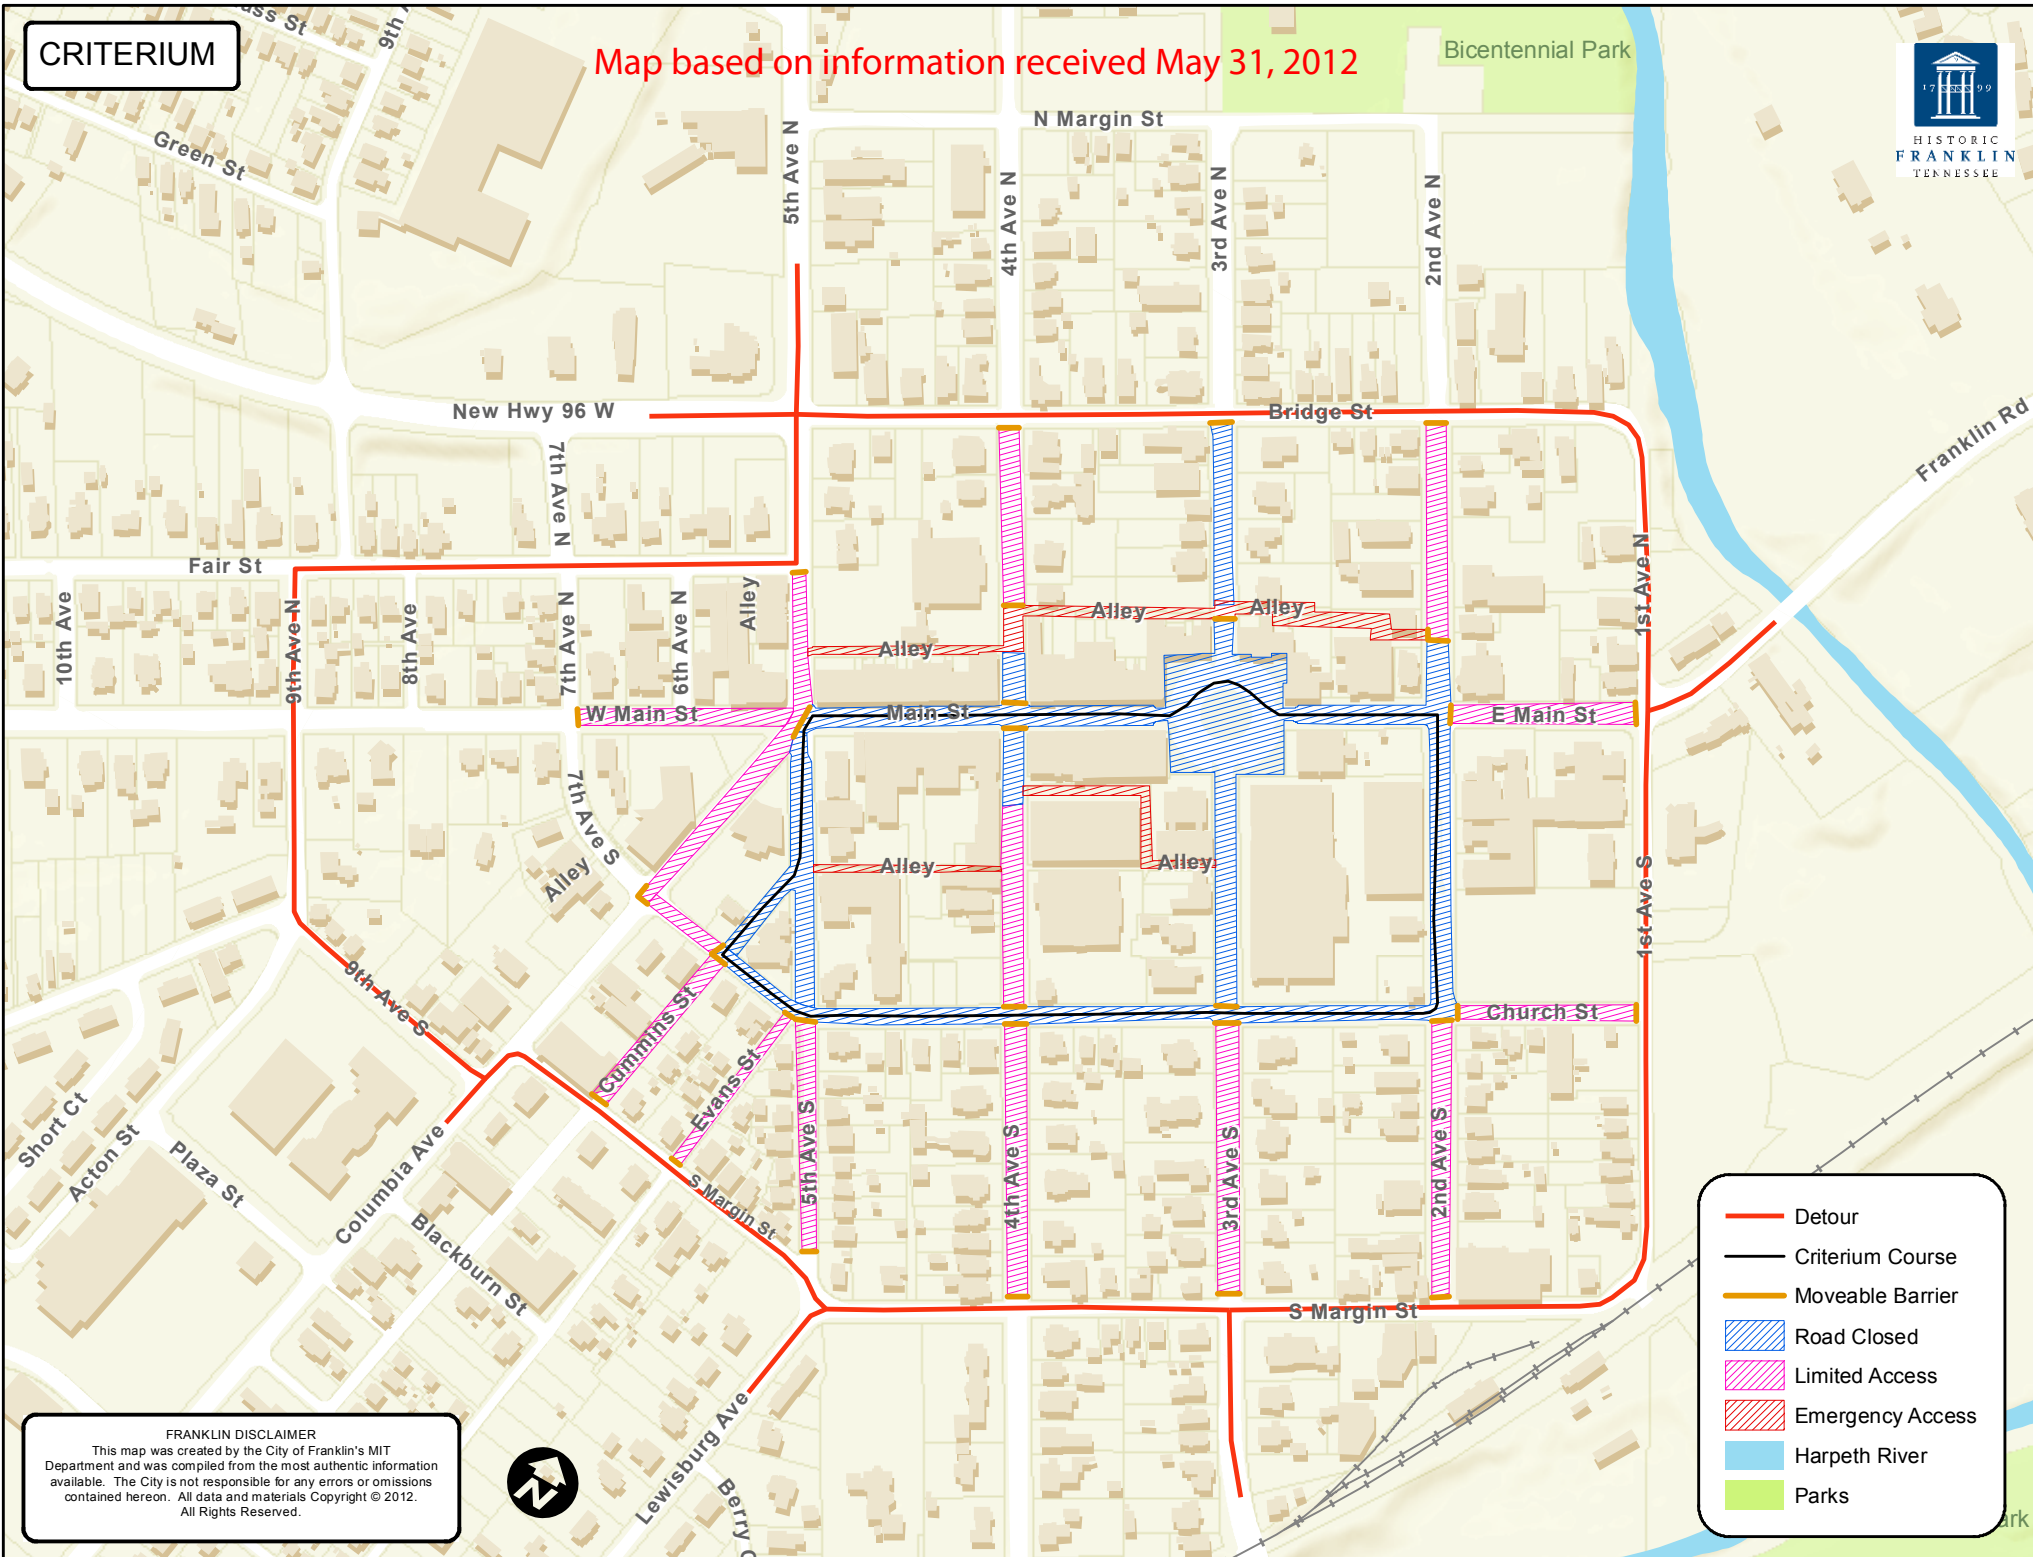 CRITERIUM
Map based on information received May 31, 2012
Bicentennial Park
1799
HISTORIC
FRANKLIN
TENNESSEE
ass St
9th A
Green St
N Margin St
5th Ave N
4th Ave N
3rd Ave N
2nd Ave N
New Hwy 96 W
Bridge St
Franklin Rd
7th Ave N
Fair St
1st Ave N
10th Ave
9th Ave N
8th Ave
7th Ave N
6th Ave N
Alley
Alley
Alley
Alley
W Main St
Main St
E Main St
7th Ave S
Alley
Alley
Alley
1st Ave S
9th Ave S
Cummins St
Evans St
Church St
Short Ct
Acton St
Plaza St
Columbia Ave
Blackburn St
S Margin St
5th Ave S
4th Ave S
3rd Ave S
2nd Ave S
S Margin St
Lewisburg Ave
Berry C
N
Detour
Criterium Course
Moveable Barrier
Road Closed
Limited Access
Emergency Access
Harpeth River
Parks
ark
FRANKLIN DISCLAIMER
This map was created by the City of Franklin's MIT
Department and was compiled from the most authentic information
available. The City is not responsible for any errors or omissions
contained hereon. All data and materials Copyright © 2012.
All Rights Reserved.